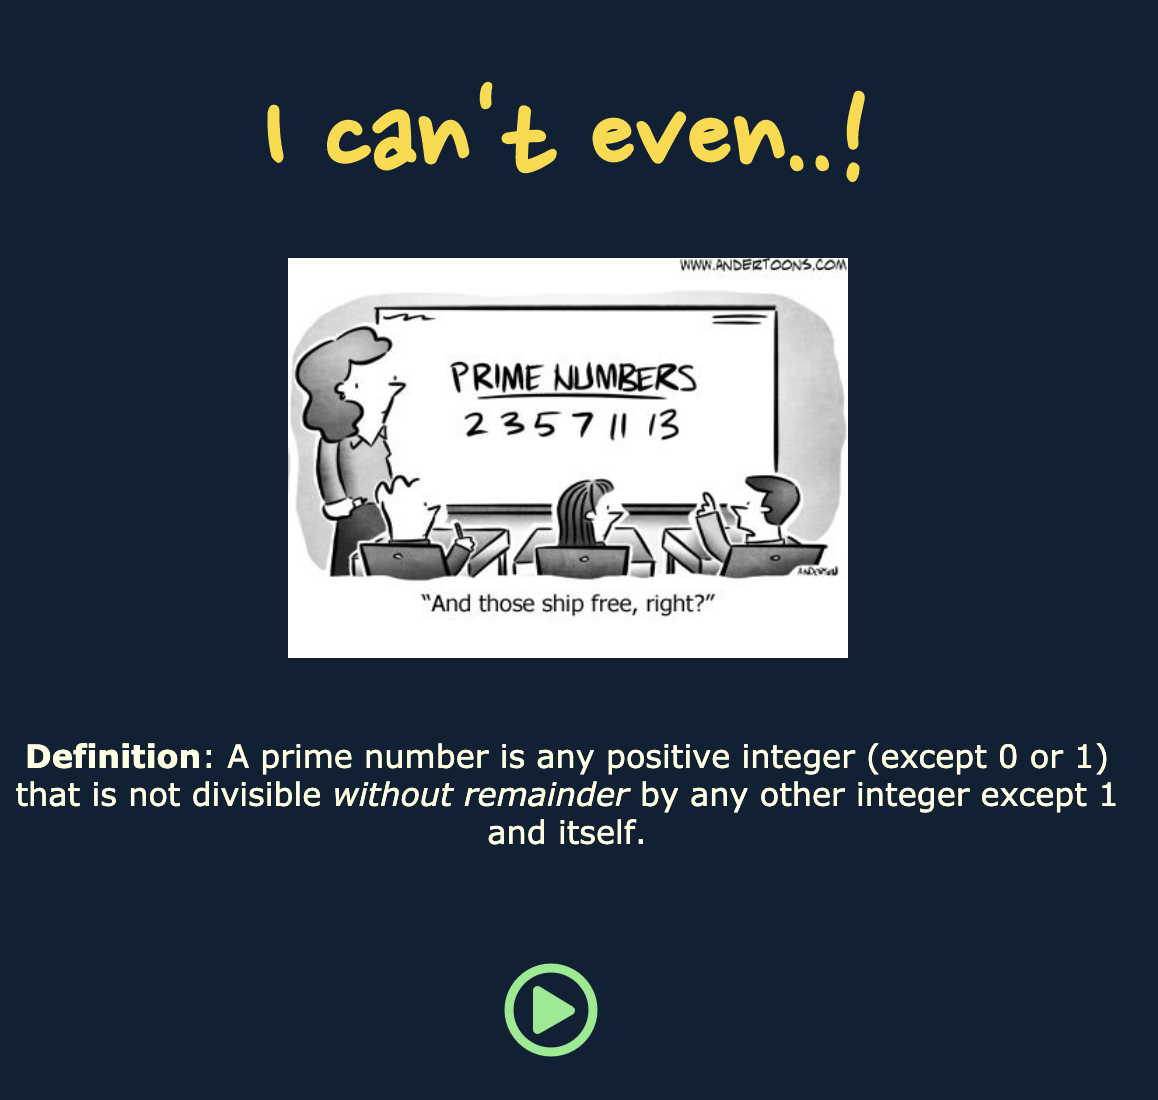 I can't even..!
WWW.ANDERTOONS.COM
PRIME NUMBERS
2 3 5 7 11 13
ANDERSON
“And those ship free, right?”
Definition: A prime number is any positive integer (except 0 or 1)
that is not divisible without remainder by any other integer except 1
and itself.